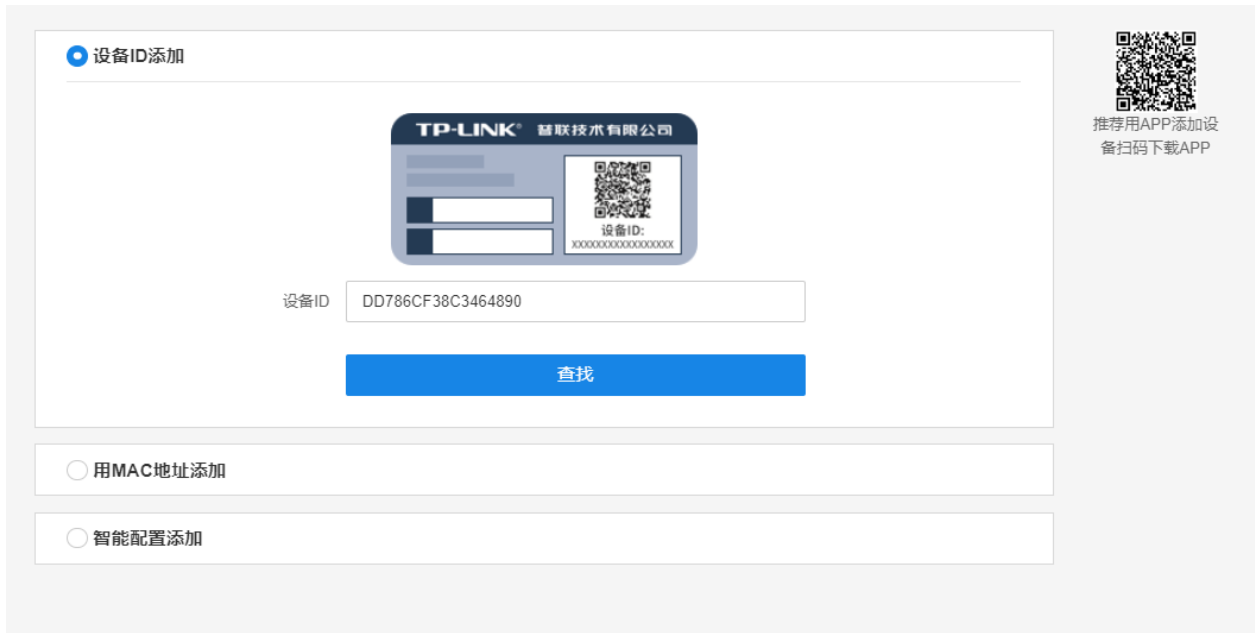 设备ID添加
TP-LINK® 普联技术有限公司
设备ID:
XXXXXXXXXXXXXXXXX
设备ID DD786CF38C3464890
查找
用MAC地址添加
智能配置添加
推荐用APP添加设
备扫码下载APP